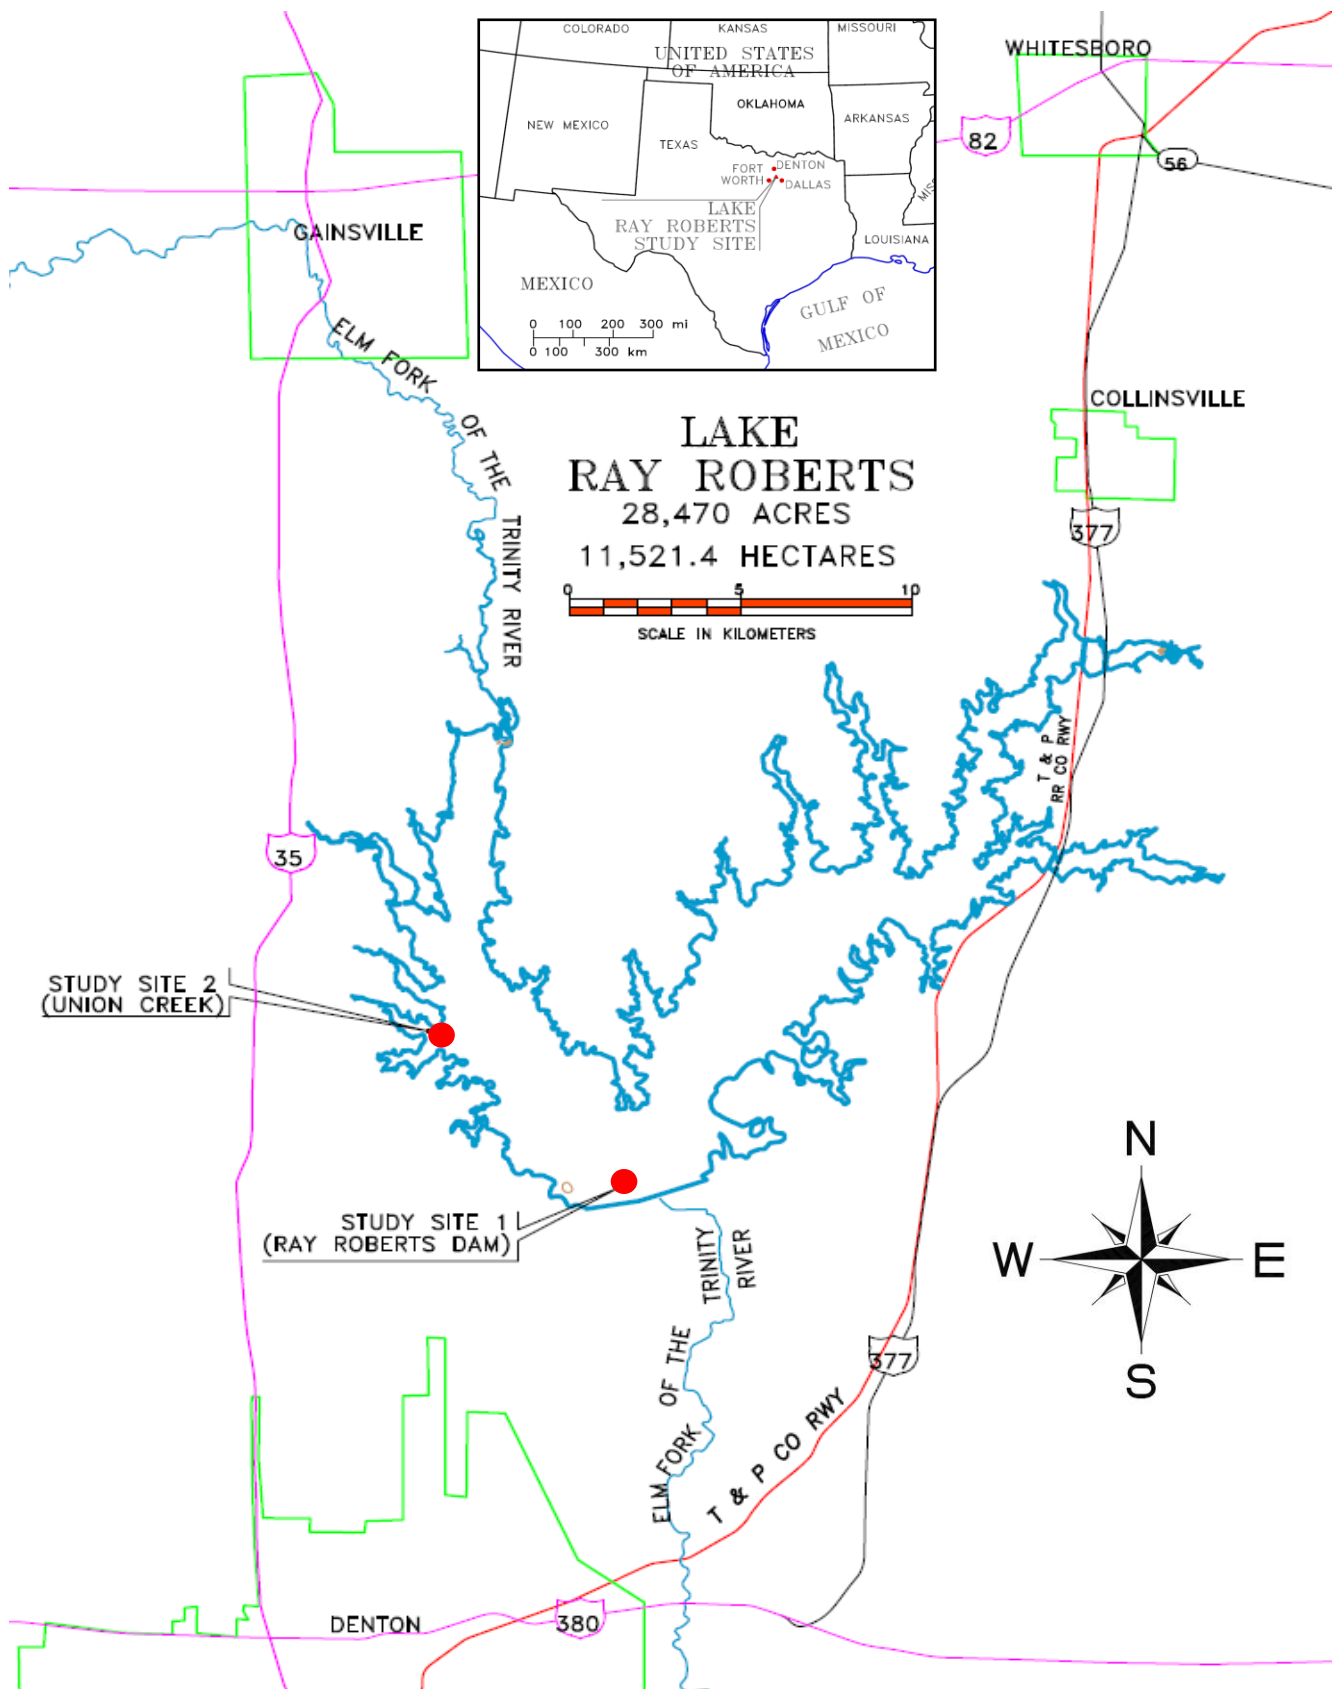 COLORADO
KANSAS
MISSOURI
UNITED STATES
OF AMERICA
OKLAHOMA
NEW MEXICO
ARKANSAS
TEXAS
FORT
WORTH
DENTON
DALLAS
LAKE
RAY ROBERTS
STUDY SITE
LOUISIANA
MEXICO
GULF OF
MEXICO
0 100 200 300 mi
0 100 300 km
WHITESBORO
82
56
GAINSVILLE
ELM FORK
OF THE
TRINITY RIVER
LAKE
RAY ROBERTS
28,470 ACRES
11,521.4 HECTARES
0 5 10
SCALE IN KILOMETERS
COLLINSVILLE
377
T & P
RR CO RWY
35
STUDY SITE 2
(UNION CREEK)
STUDY SITE 1
(RAY ROBERTS DAM)
ELM FORK
OF THE
TRINITY
RIVER
N
W E
S
377
T & P CO RWY
DENTON
380